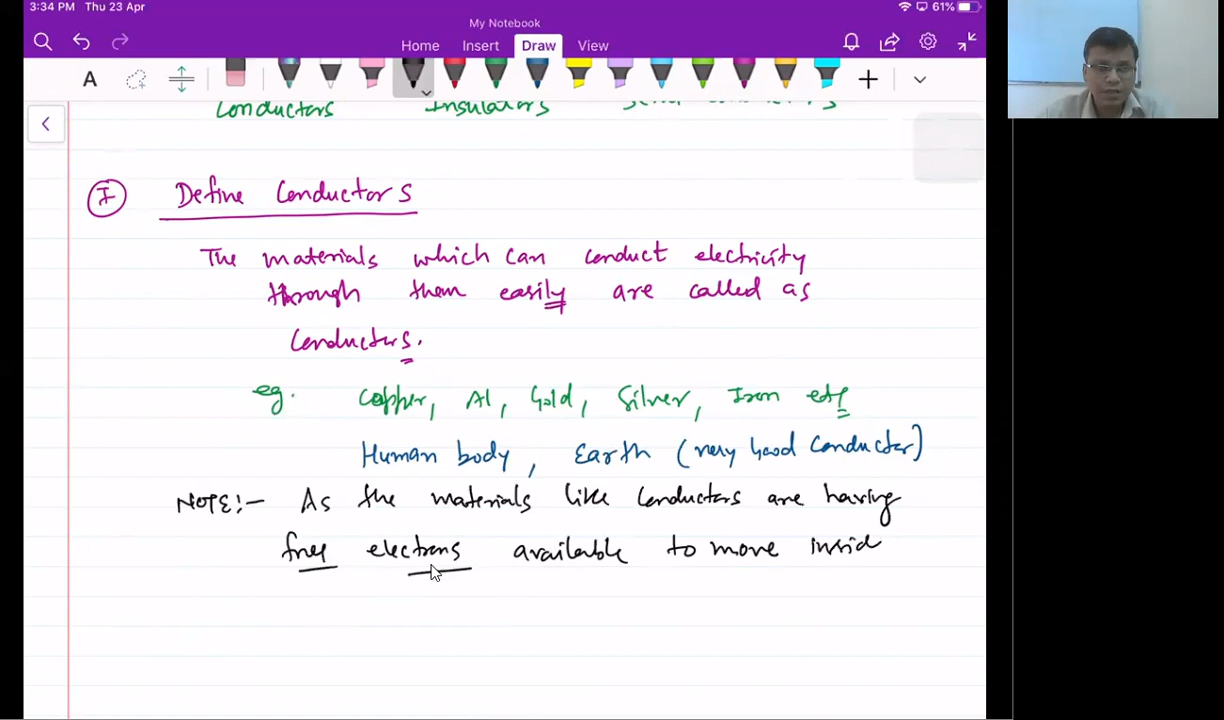 3:34 PM Thu 23 Apr
61%
My Notebook
Home Insert Draw View
A
Conductors Insulators
I Define Conductors
The materials which can conduct electricity
through them easily are called as
Conductors.
eg. Copper, Al, Gold, Silver, Iron etc
Human body, Earth (very Good Conductor)
NOTE:- As the materials like Conductors are having
free electrons available to move insid